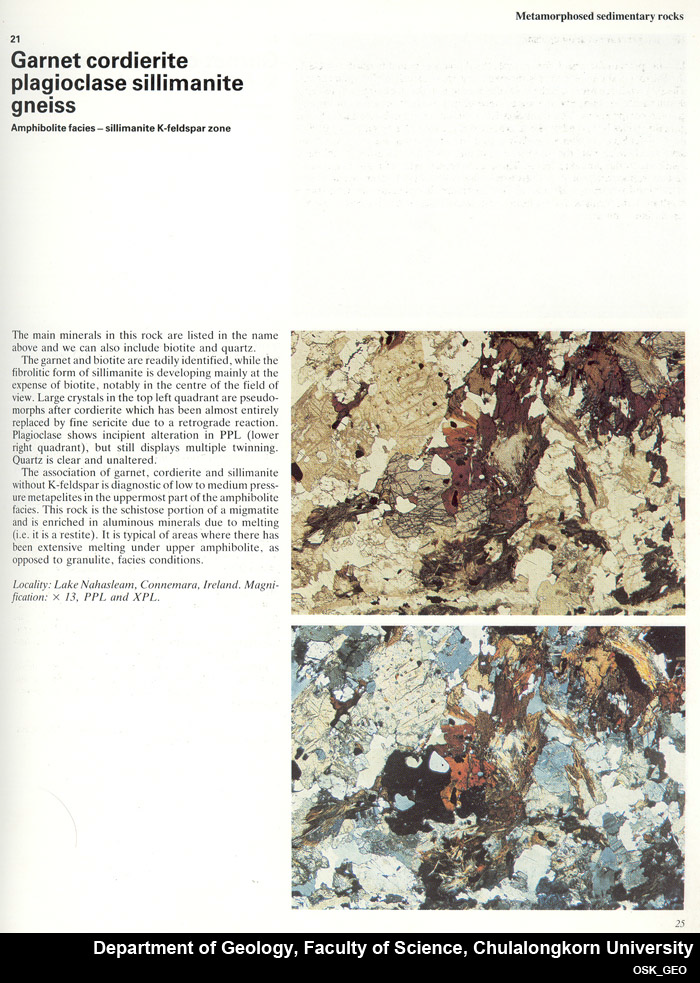 Metamorphosed sedimentary rocks
21
Garnet cordierite
plagioclase sillimanite
gneiss
Amphibolite facies – sillimanite K-feldspar zone
The main minerals in this rock are listed in the name
above and we can also include biotite and quartz.
The garnet and biotite are readily identified, while the
fibrolitic form of sillimanite is developing mainly at the
expense of biotite, notably in the centre of the field of
view. Large crystals in the top left quadrant are pseudo-
morphs after cordierite which has been almost entirely
replaced by fine sericite due to a retrograde reaction.
Plagioclase shows incipient alteration in PPL (lower
right quadrant), but still displays multiple twinning.
Quartz is clear and unaltered.
The association of garnet, cordierite and sillimanite
without K-feldspar is diagnostic of low to medium press-
ure metapelites in the uppermost part of the amphibolite
facies. This rock is the schistose portion of a migmatite
and is enriched in aluminous minerals due to melting
(i.e. it is a restite). It is typical of areas where there has
been extensive melting under upper amphibolite, as
opposed to granulite, facies conditions.
Locality: Lake Nahasleam, Connemara, Ireland. Magni-
fication: × 13, PPL and XPL.
25
Department of Geology, Faculty of Science, Chulalongkorn University
OSK_GEO